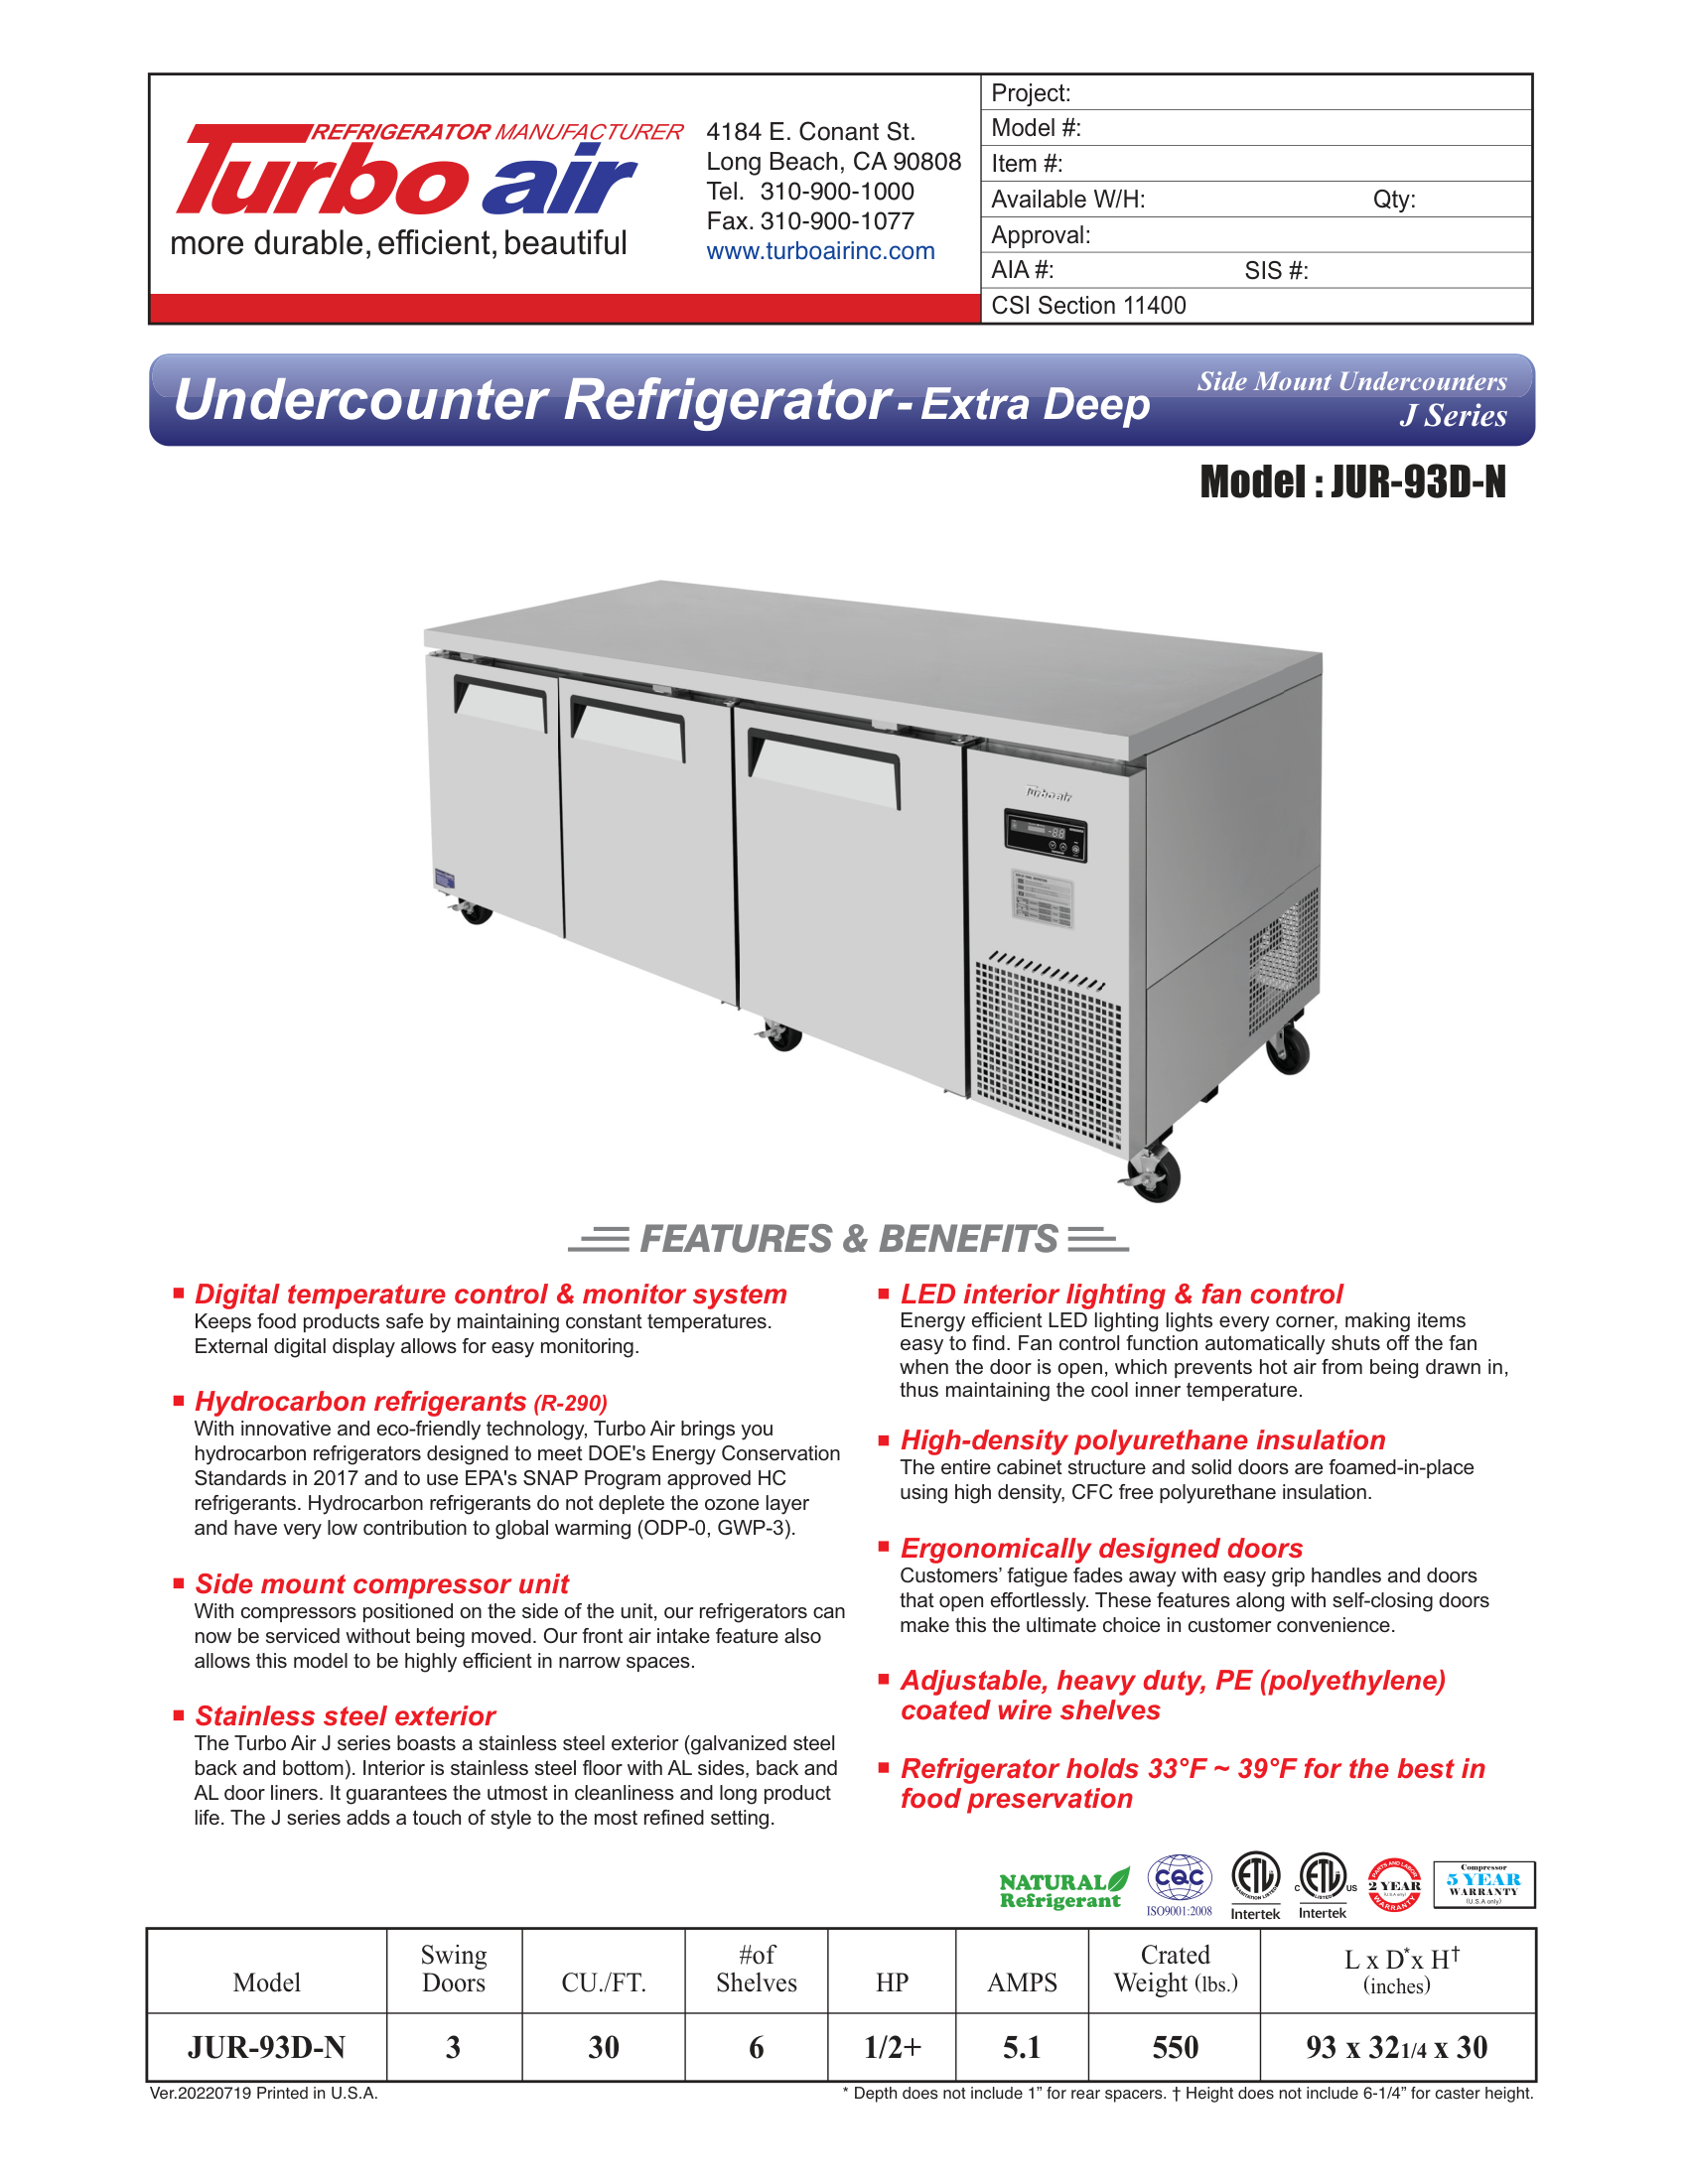 REFRIGERATOR MANUFACTURER
Turbo air
more durable, efficient, beautiful
4184 E. Conant St.
Long Beach, CA 90808
Tel. 310-900-1000
Fax. 310-900-1077
www.turboairinc.com
Project:
Model #:
Item #:
Available W/H: Qty:
Approval:
AIA #: SIS #:
CSI Section 11400
Undercounter Refrigerator - Extra Deep
Side Mount Undercounters
J Series
Model : JUR-93D-N
Turbo air
FEATURES & BENEFITS
Digital temperature control & monitor system
Keeps food products safe by maintaining constant temperatures.
External digital display allows for easy monitoring.
Hydrocarbon refrigerants (R-290)
With innovative and eco-friendly technology, Turbo Air brings you
hydrocarbon refrigerators designed to meet DOE's Energy Conservation
Standards in 2017 and to use EPA's SNAP Program approved HC
refrigerants. Hydrocarbon refrigerants do not deplete the ozone layer
and have very low contribution to global warming (ODP-0, GWP-3).
Side mount compressor unit
With compressors positioned on the side of the unit, our refrigerators can
now be serviced without being moved. Our front air intake feature also
allows this model to be highly efficient in narrow spaces.
Stainless steel exterior
The Turbo Air J series boasts a stainless steel exterior (galvanized steel
back and bottom). Interior is stainless steel floor with AL sides, back and
AL door liners. It guarantees the utmost in cleanliness and long product
life. The J series adds a touch of style to the most refined setting.
LED interior lighting & fan control
Energy efficient LED lighting lights every corner, making items
easy to find. Fan control function automatically shuts off the fan
when the door is open, which prevents hot air from being drawn in,
thus maintaining the cool inner temperature.
High-density polyurethane insulation
The entire cabinet structure and solid doors are foamed-in-place
using high density, CFC free polyurethane insulation.
Ergonomically designed doors
Customers' fatigue fades away with easy grip handles and doors
that open effortlessly. These features along with self-closing doors
make this the ultimate choice in customer convenience.
Adjustable, heavy duty, PE (polyethylene)
coated wire shelves
Refrigerator holds 33°F ~ 39°F for the best in
food preservation
NATURAL
Refrigerant
CQC
ISO9001:2008
ETL
SANITATION LISTED
Intertek
C ETL US
LISTED
Intertek
PARTS AND LABOR
2 YEAR
(U.S.A only)
WARRANTY
Compressor
5 YEAR
WARRANTY
(U.S.A only)
Model Swing Doors CU./FT. #of Shelves HP AMPS Crated Weight (lbs.) L x D* x H† (inches)
JUR-93D-N 3 30 6 1/2+ 5.1 550 93 x 32 1/4 x 30
Ver.20220719 Printed in U.S.A.
* Depth does not include 1” for rear spacers. † Height does not include 6-1/4” for caster height.